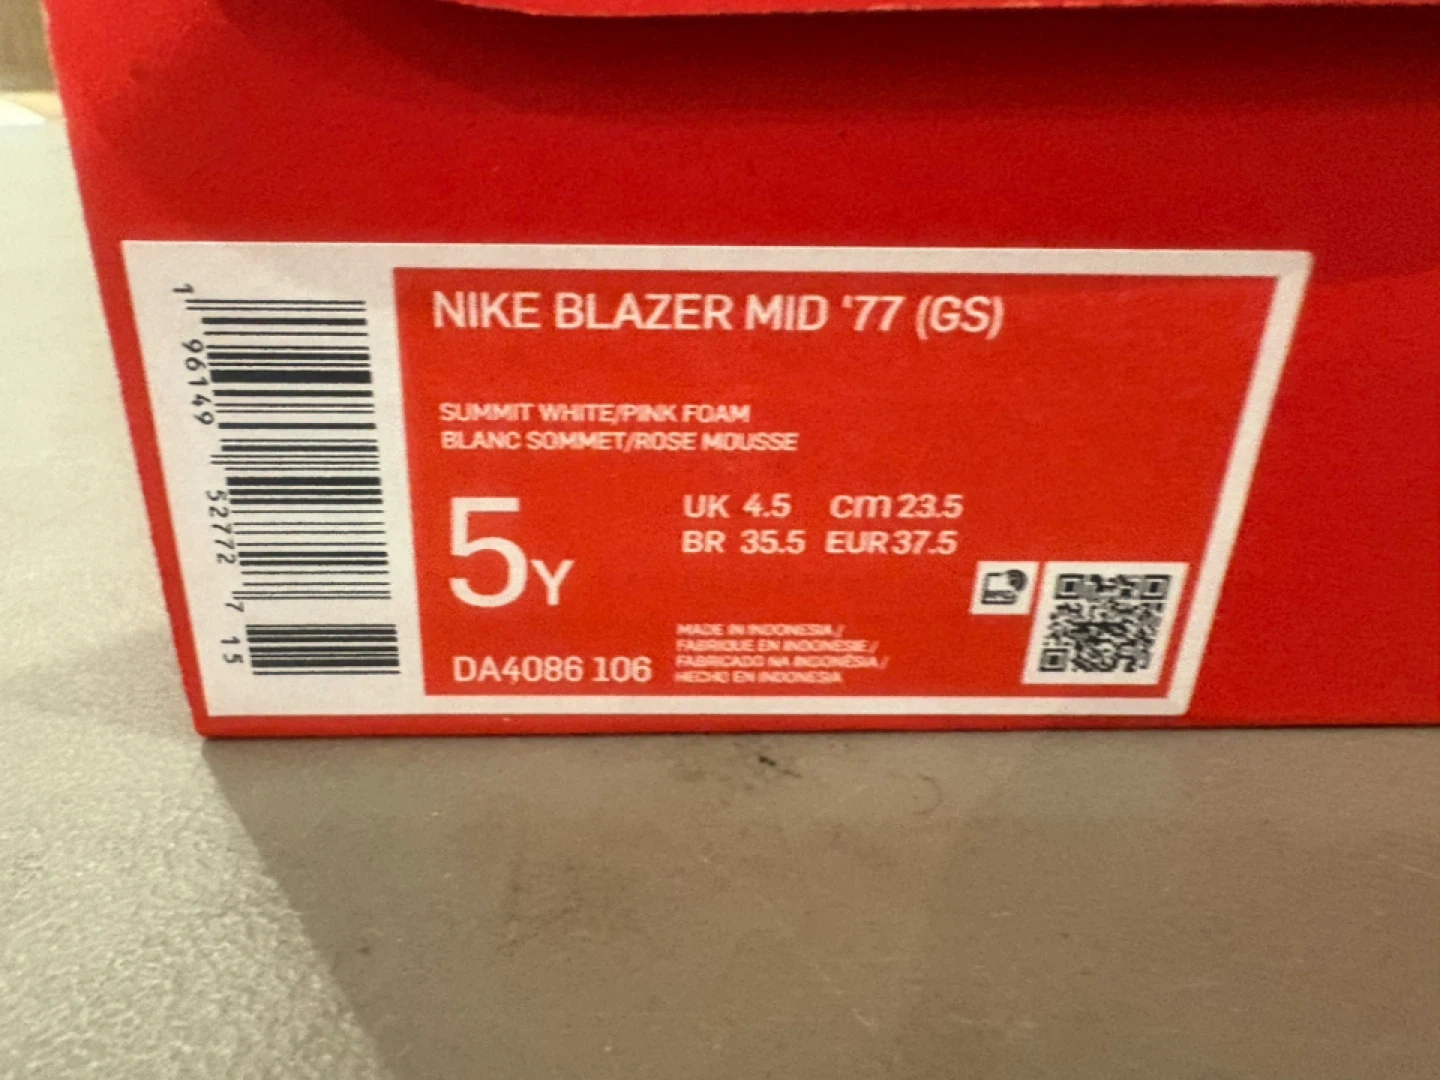 NIKE BLAZER MID '77 (GS)
SUMMIT WHITE/PINK FOAM
BLANC SOMMET/ROSE MOUSSE
5Y
UK 4.5 cm 23.5
BR 35.5 EUR 37.5
DA4086 106
MADE IN INDONESIA /
FABRIQUE EN INDONESIE /
FABRICADO NA INDONÉSIA /
HECHO EN INDONESIA
1 96149 52772 7 15